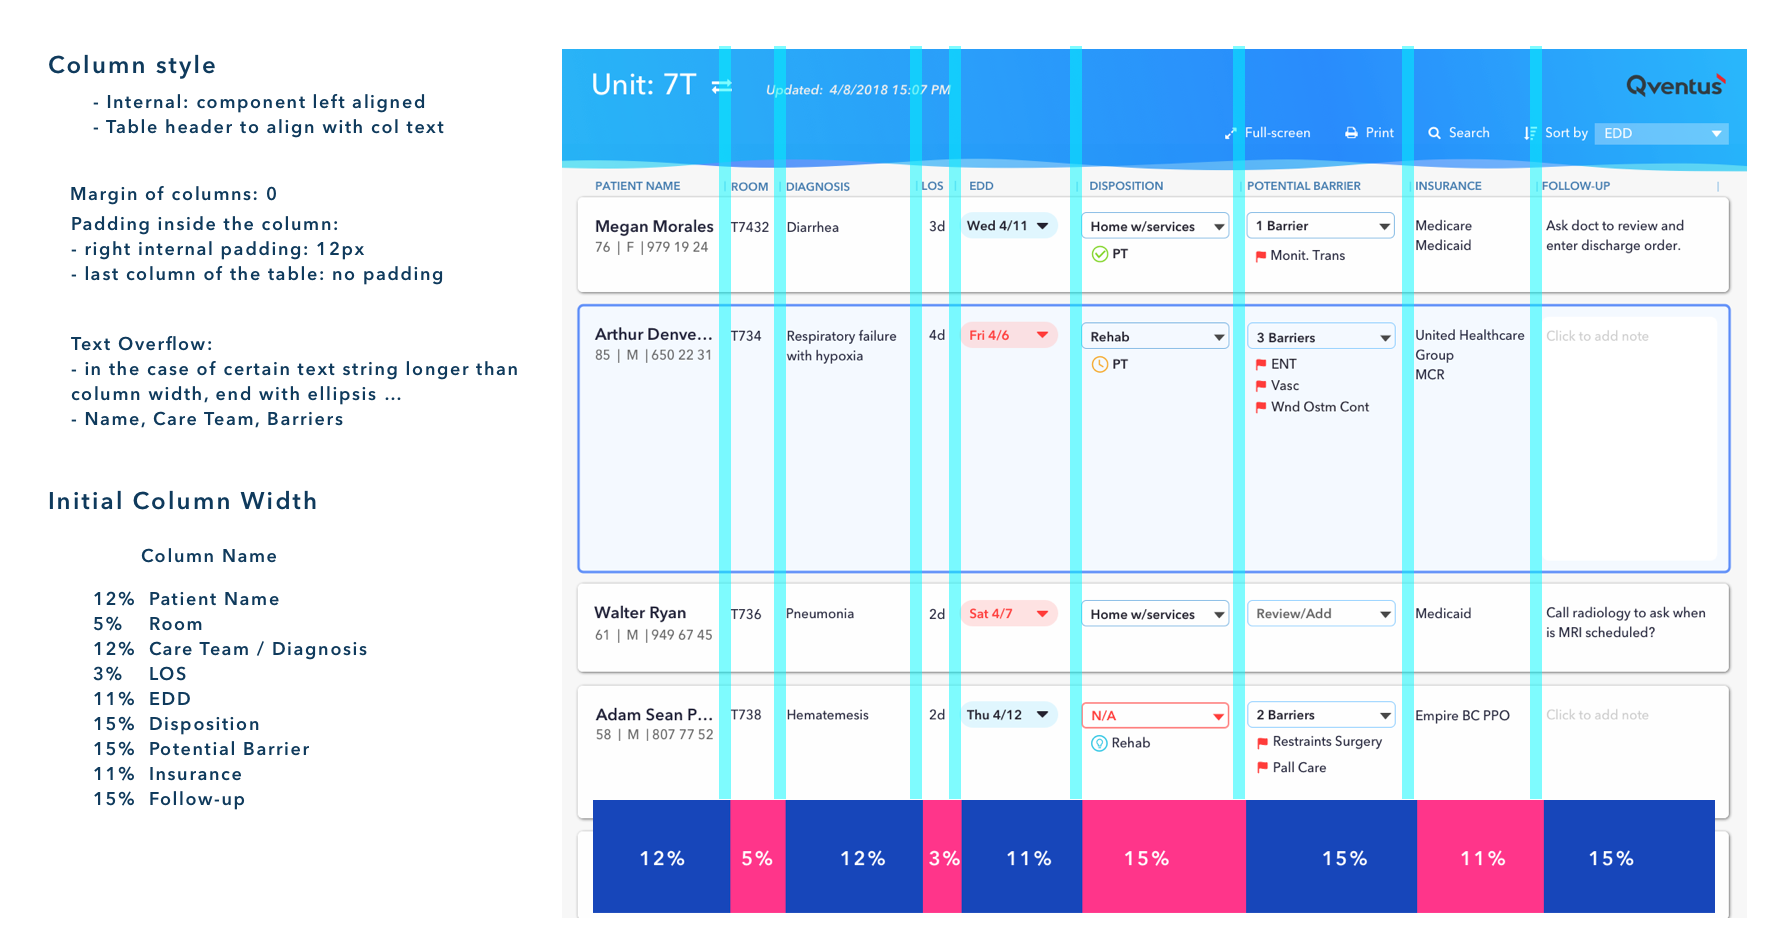 Column style
- Internal: component left aligned
- Table header to align with col text
Margin of columns: 0
Padding inside the column:
- right internal padding: 12px
- last column of the table: no padding
Text Overflow:
- in the case of certain text string longer than
column width, end with ellipsis ...
- Name, Care Team, Barriers
Initial Column Width
Column Name
12% Patient Name
5% Room
12% Care Team / Diagnosis
3% LOS
11% EDD
15% Disposition
15% Potential Barrier
11% Insurance
15% Follow-up
Unit: 7T
Updated: 4/8/2018 15:07 PM
Qventus
Full-screen Print Search Sort by EDD
PATIENT NAME ROOM DIAGNOSIS LOS EDD DISPOSITION POTENTIAL BARRIER INSURANCE FOLLOW-UP
Megan Morales T7432 Diarrhea 3d Wed 4/11 Home w/services 1 Barrier Medicare Ask doct to review and
76 | F | 979 19 24 PT Monit. Trans Medicaid enter discharge order.
Arthur Denve... T734 Respiratory failure 4d Fri 4/6 Rehab 3 Barriers United Healthcare Click to add note
85 | M | 650 22 31 with hypoxia PT ENT Group
Vasc MCR
Wnd Ostm Cont
Walter Ryan T736 Pneumonia 2d Sat 4/7 Home w/services Review/Add Medicaid Call radiology to ask when
61 | M | 949 67 45 is MRI scheduled?
Adam Sean P... T738 Hematemesis 2d Thu 4/12 N/A 2 Barriers Empire BC PPO Click to add note
58 | M | 807 77 52 Rehab Restraints Surgery
Pall Care
12% 5% 12% 3% 11% 15% 15% 11% 15%